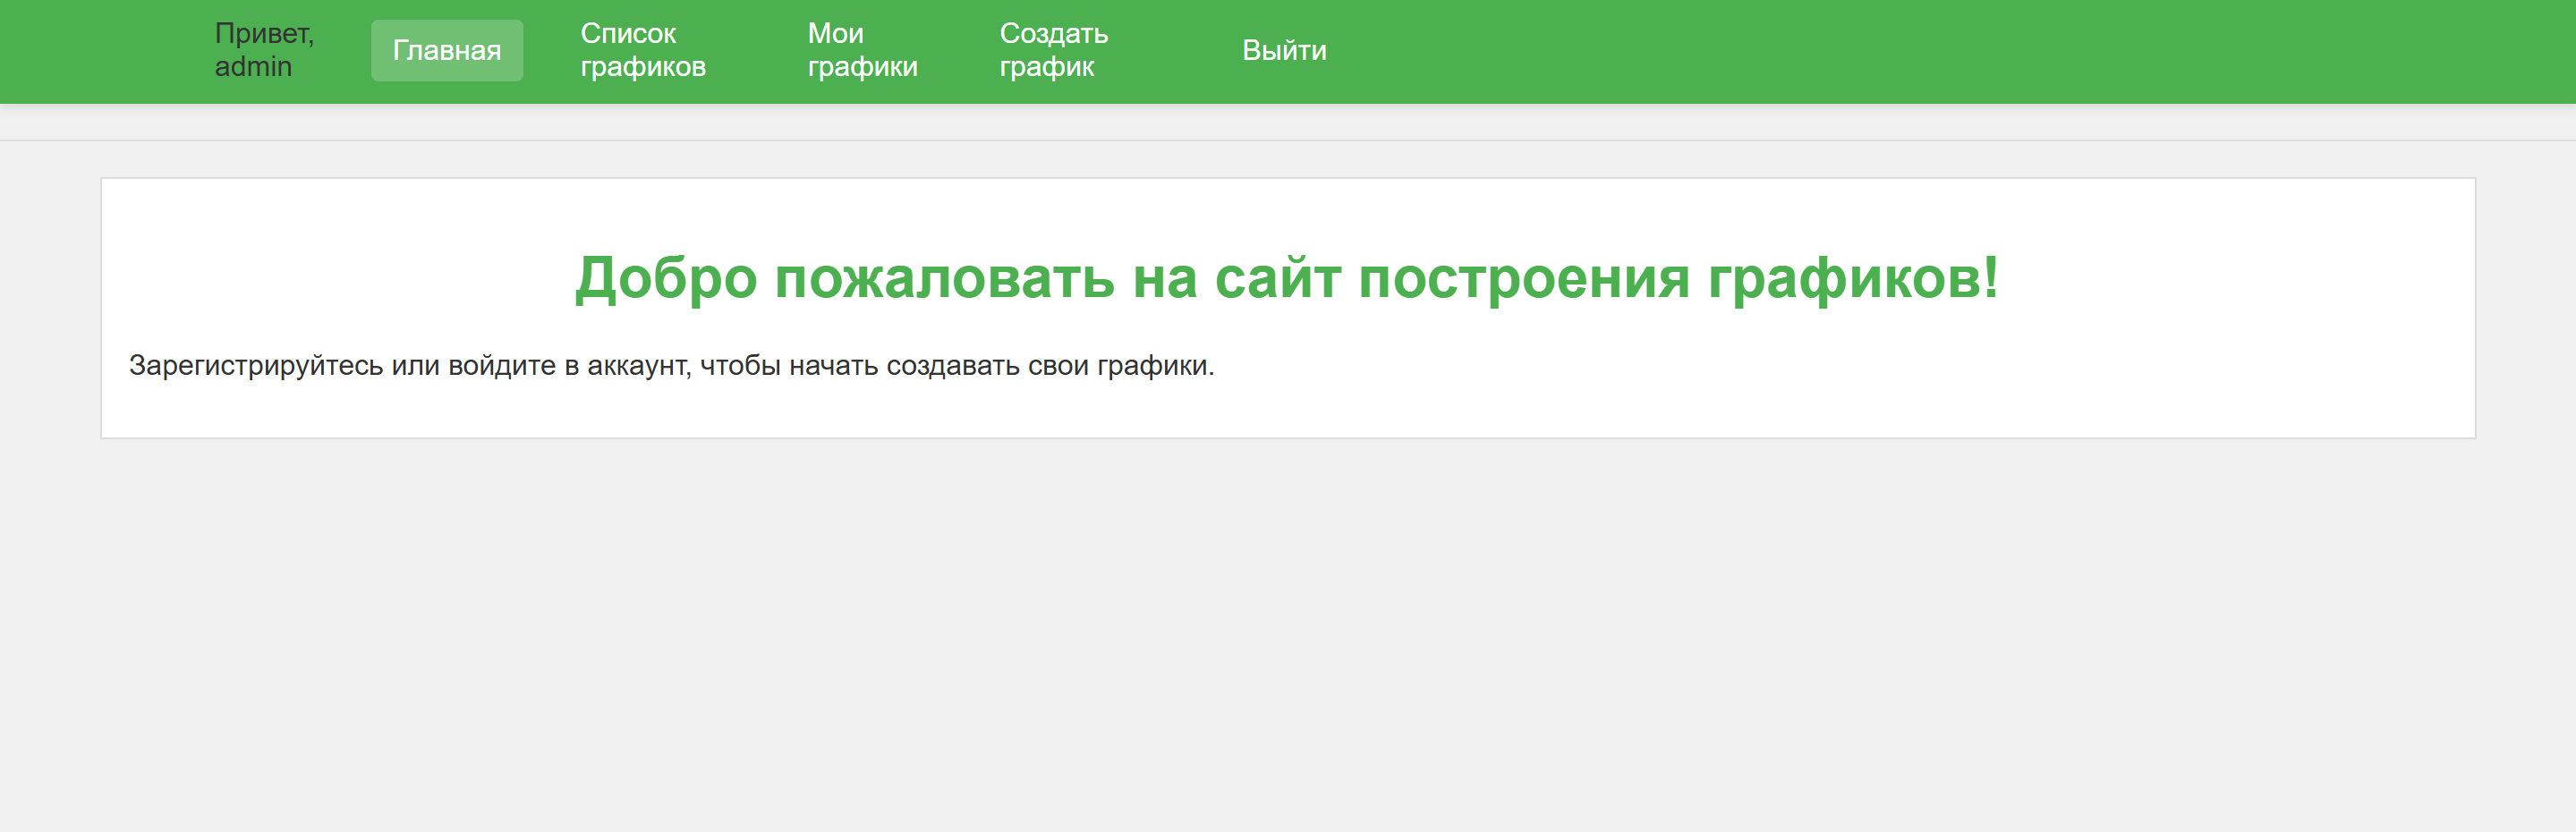 Привет,
admin
Главная
Список
графиков
Мои
графики
Создать
график
Выйти
Добро пожаловать на сайт построения графиков!
Зарегистрируйтесь или войдите в аккаунт, чтобы начать создавать свои графики.